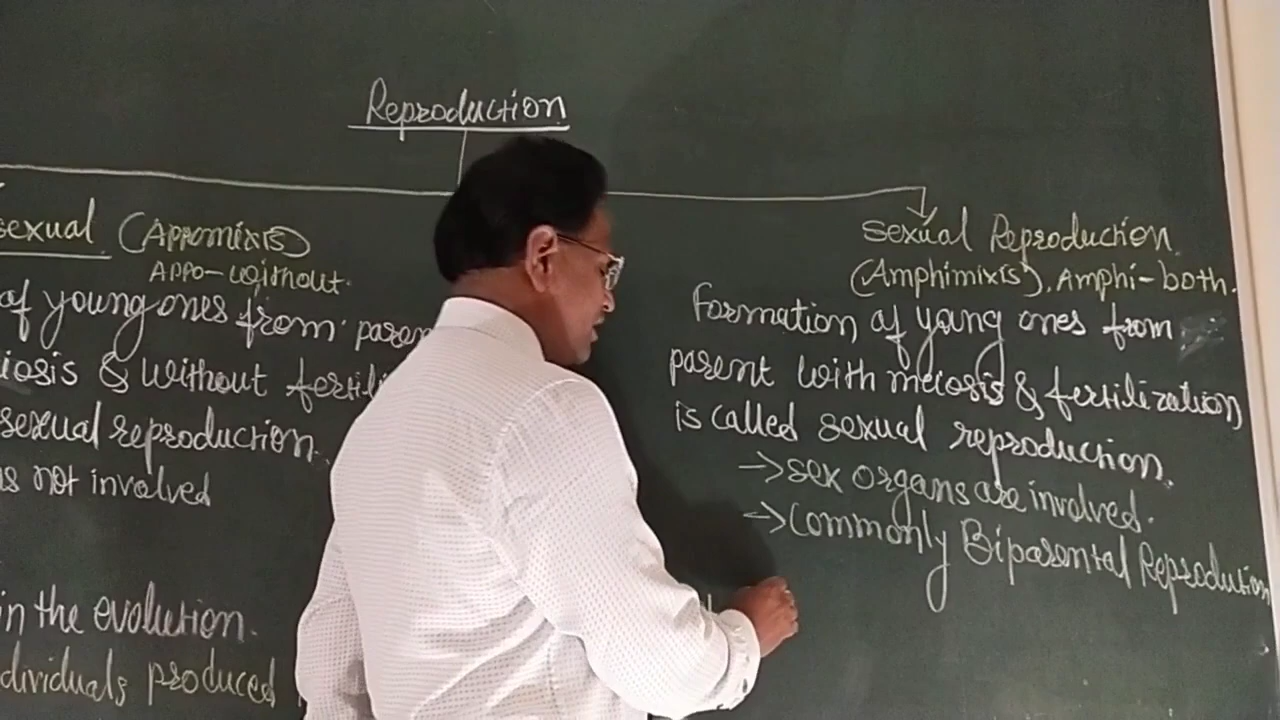 Reproduction
sexual (Appomixis)
Appo-without.
of young ones from paren
iosis & without fertili
sexual reproduction.
is not involved
in the evolution.
dividuals produced
Sexual Reproduction
(Amphimixis). Amphi-both.
Formation of young ones from
parent with meiosis & fertilization
is called sexual reproduction.
→sex organs are involved.
→Commonly Biparental Reproduction